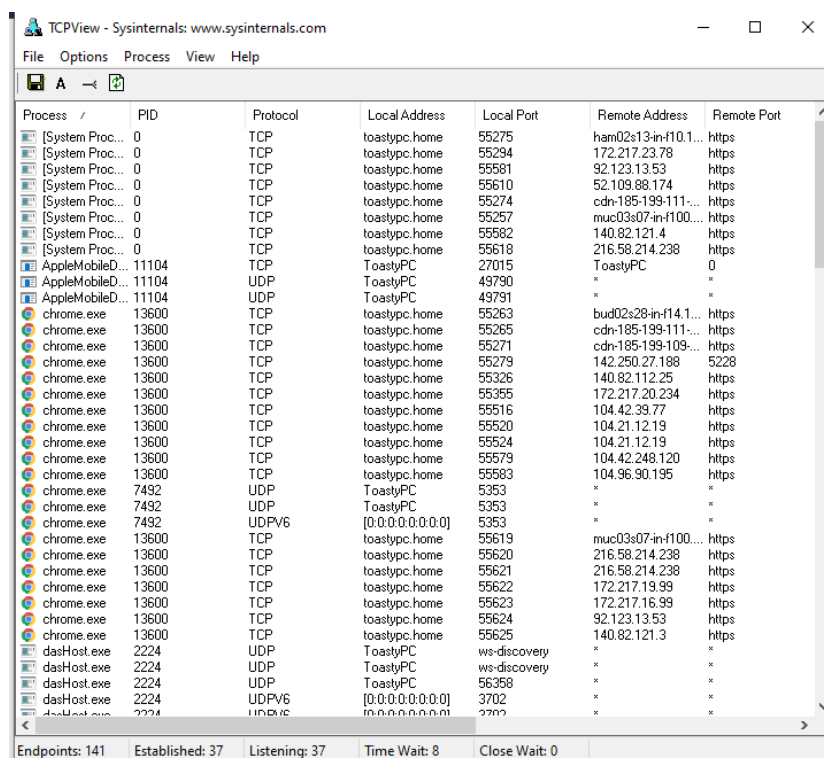 TCPView - Sysinternals: www.sysinternals.com
File Options Process View Help
A
Process / PID Protocol Local Address Local Port Remote Address Remote Port
[System Proc... 0 TCP toastypc.home 55275 ham02s13-in-f10.1... https
[System Proc... 0 TCP toastypc.home 55294 172.217.23.78 https
[System Proc... 0 TCP toastypc.home 55581 92.123.13.53 https
[System Proc... 0 TCP toastypc.home 55610 52.109.88.174 https
[System Proc... 0 TCP toastypc.home 55274 cdn-185-199-111-... https
[System Proc... 0 TCP toastypc.home 55257 muc03s07-in-f100.... https
[System Proc... 0 TCP toastypc.home 55582 140.82.121.4 https
[System Proc... 0 TCP toastypc.home 55618 216.58.214.238 https
AppleMobileD... 11104 TCP ToastyPC 27015 ToastyPC 0
AppleMobileD... 11104 UDP ToastyPC 49790 * *
AppleMobileD... 11104 UDP ToastyPC 49791 * *
chrome.exe 13600 TCP toastypc.home 55263 bud02s28-in-f14.1... https
chrome.exe 13600 TCP toastypc.home 55265 cdn-185-199-111-... https
chrome.exe 13600 TCP toastypc.home 55271 cdn-185-199-109-... https
chrome.exe 13600 TCP toastypc.home 55279 142.250.27.188 5228
chrome.exe 13600 TCP toastypc.home 55326 140.82.112.25 https
chrome.exe 13600 TCP toastypc.home 55355 172.217.20.234 https
chrome.exe 13600 TCP toastypc.home 55516 104.42.39.77 https
chrome.exe 13600 TCP toastypc.home 55520 104.21.12.19 https
chrome.exe 13600 TCP toastypc.home 55524 104.21.12.19 https
chrome.exe 13600 TCP toastypc.home 55579 104.42.248.120 https
chrome.exe 13600 TCP toastypc.home 55583 104.96.90.195 https
chrome.exe 7492 UDP ToastyPC 5353 * *
chrome.exe 7492 UDP ToastyPC 5353 * *
chrome.exe 7492 UDPV6 [0:0:0:0:0:0:0:0] 5353 * *
chrome.exe 13600 TCP toastypc.home 55619 muc03s07-in-f100.... https
chrome.exe 13600 TCP toastypc.home 55620 216.58.214.238 https
chrome.exe 13600 TCP toastypc.home 55621 216.58.214.238 https
chrome.exe 13600 TCP toastypc.home 55622 172.217.19.99 https
chrome.exe 13600 TCP toastypc.home 55623 172.217.16.99 https
chrome.exe 13600 TCP toastypc.home 55624 92.123.13.53 https
chrome.exe 13600 TCP toastypc.home 55625 140.82.121.3 https
dasHost.exe 2224 UDP ToastyPC ws-discovery * *
dasHost.exe 2224 UDP ToastyPC ws-discovery * *
dasHost.exe 2224 UDP ToastyPC 56358 * *
dasHost.exe 2224 UDPV6 [0:0:0:0:0:0:0:0] 3702 * *
dasHost.exe 2224 UDPV6 [0:0:0:0:0:0:0:0] 3702 * *
Endpoints: 141 Established: 37 Listening: 37 Time Wait: 8 Close Wait: 0